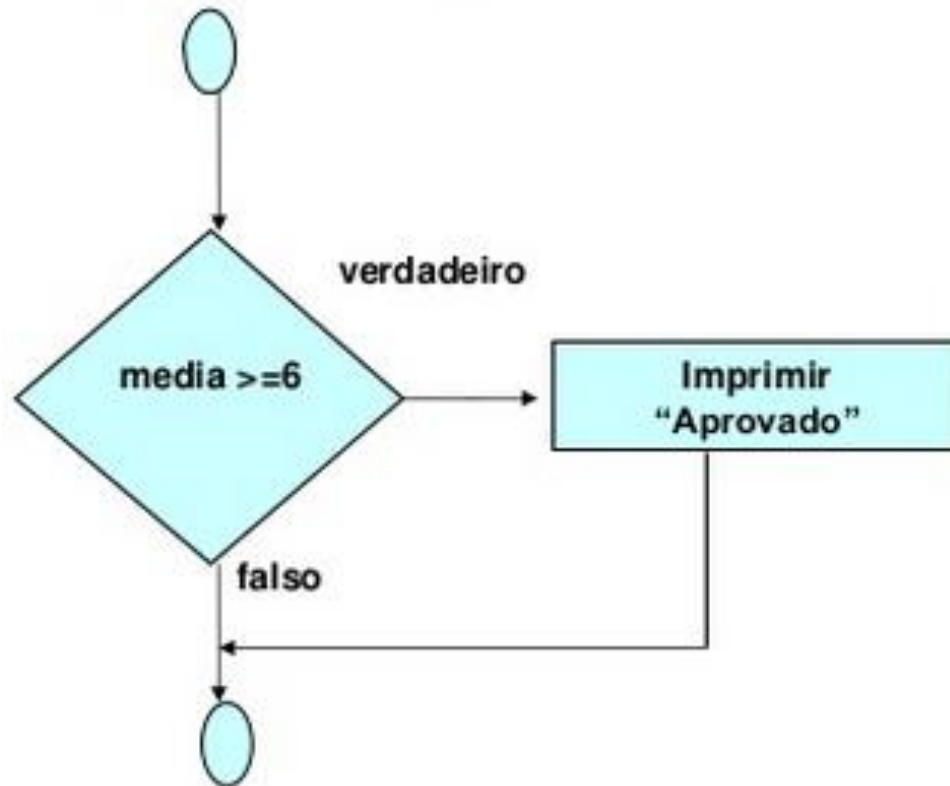 verdadeiro
media >=6
Imprimir
“Aprovado”
falso